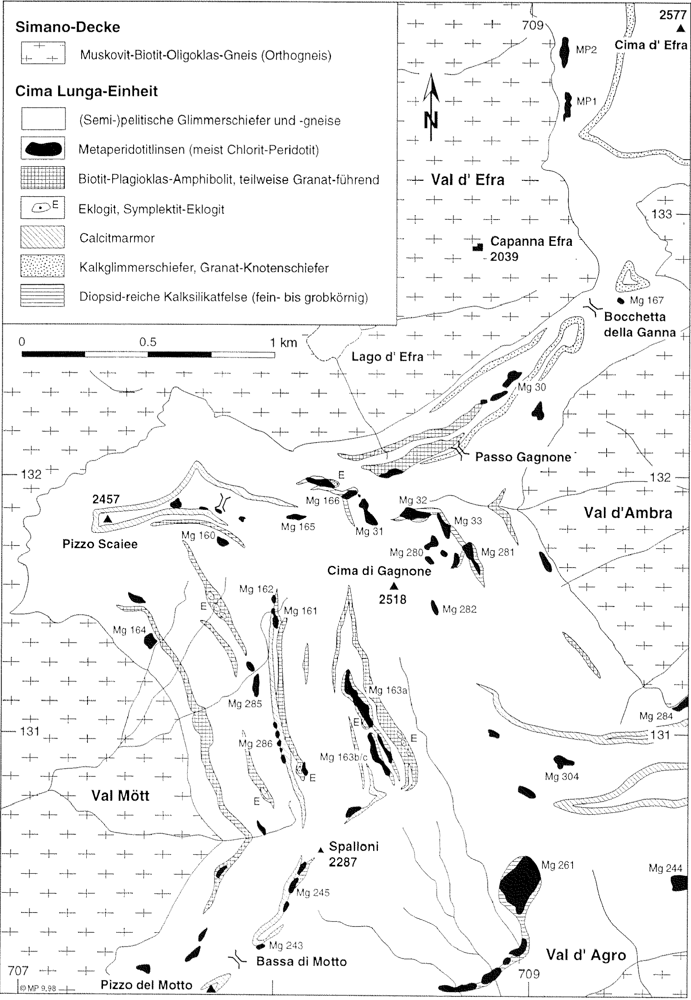 Simano-Decke
Muskovit-Biotit-Oligoklas-Gneis (Orthogneis)
Cima Lunga-Einheit
(Semi-)pelitische Glimmerschiefer und -gneise
Metaperidotitlinsen (meist Chlorit-Peridotit)
Biotit-Plagioklas-Amphibolit, teilweise Granat-führend
E
Eklogit, Symplektit-Eklogit
Calcitmarmor
Kalkglimmerschiefer, Granat-Knotenschiefer
Diopsid-reiche Kalksilikatfelse (fein- bis grobkörnig)
0 0.5 1 km
709
2577
Cima d' Efra
MP2
MP1
N
Val d' Efra
133
Capanna Efra
2039
Mg 167
Bocchetta
della Ganna
Lago d' Efra
Mg 30
Passo Gagnone
132
E
132
2457
Mg 166
Mg 32
Val d'Ambra
Mg 165
Mg 31
Mg 33
Pizzo Scaiee
Mg 160
Mg 280
Mg 281
Cima di Gagnone
2518
Mg 162
E
Mg 161
Mg 282
Mg 164
Mg 163a
Mg 285
E
Mg 284
131
Mg 286
E
131
Mg 163b/c
E
Mg 304
Val Mött
E
Spalloni
2287
Mg 261
Mg 244
Mg 245
Mg 243
Bassa di Motto
Val d' Agro
707
709
Pizzo del Motto
© MP 9.98